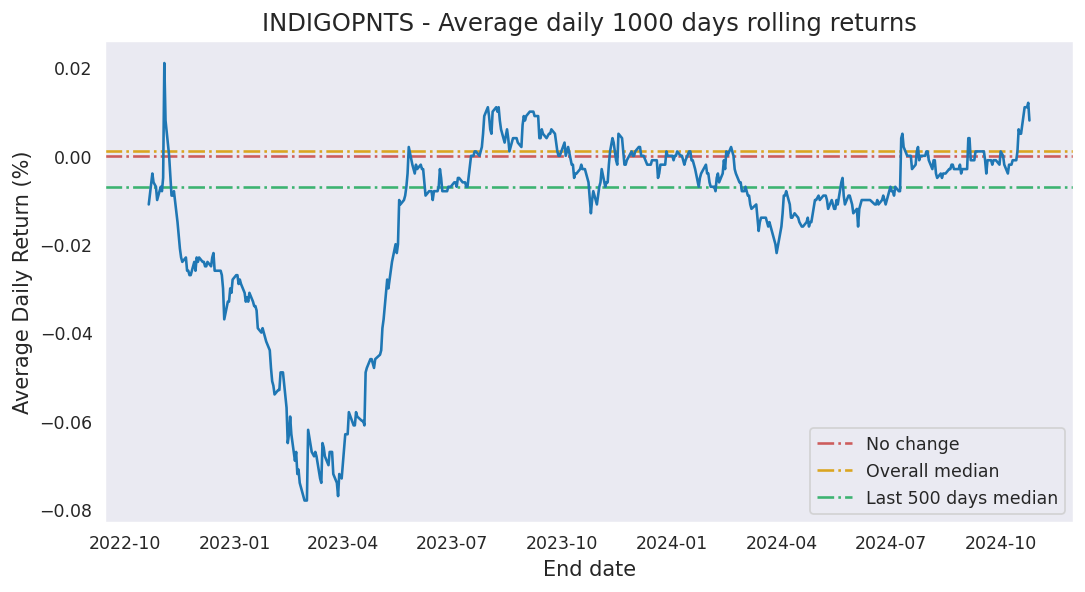 INDIGOPNTS - Average daily 1000 days rolling returns
Average Daily Return (%)
0.02
0.00
−0.02
−0.04
−0.06
−0.08
No change
Overall median
Last 500 days median
2022-10 2023-01 2023-04 2023-07 2023-10 2024-01 2024-04 2024-07 2024-10
End date